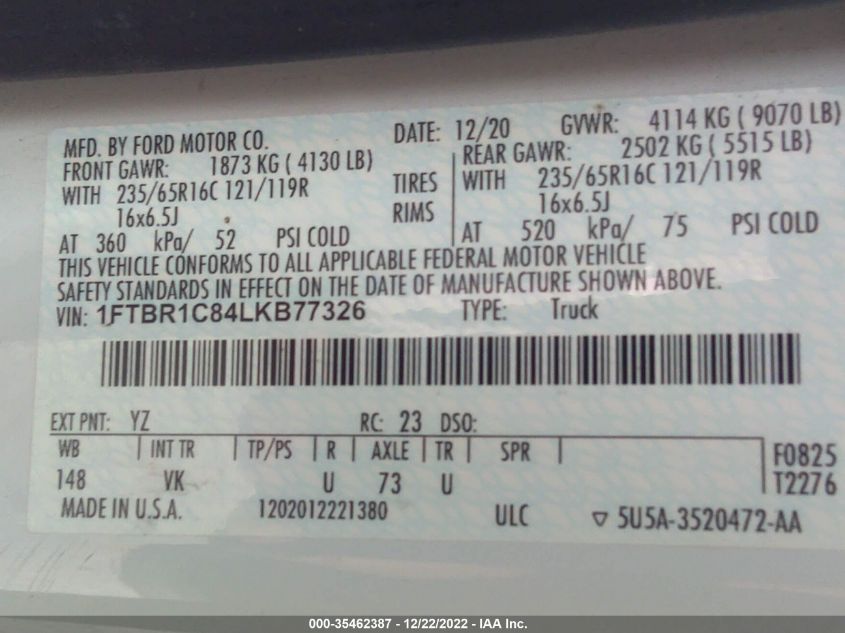 MFD. BY FORD MOTOR CO. DATE: 12/20 GVWR: 4114 KG ( 9070 LB)
FRONT GAWR: 1873 KG ( 4130 LB) REAR GAWR: 2502 KG ( 5515 LB)
WITH 235/65R16C 121/119R TIRES WITH 235/65R16C 121/119R
16x6.5J RIMS 16x6.5J
AT 360 kPa/ 52 PSI COLD AT 520 kPa/ 75 PSI COLD
THIS VEHICLE CONFORMS TO ALL APPLICABLE FEDERAL MOTOR VEHICLE
SAFETY STANDARDS IN EFFECT ON THE DATE OF MANUFACTURE SHOWN ABOVE.
VIN: 1FTBR1C84LKB77326 TYPE: Truck
EXT PNT: YZ RC: 23 DSO:
WB INT TR TP/PS R AXLE TR SPR F0825
148 VK U 73 U T2276
MADE IN U.S.A. 1202012221380 ULC ▽ 5U5A-3520472-AA
000-35462387 - 12/22/2022 - IAA Inc.